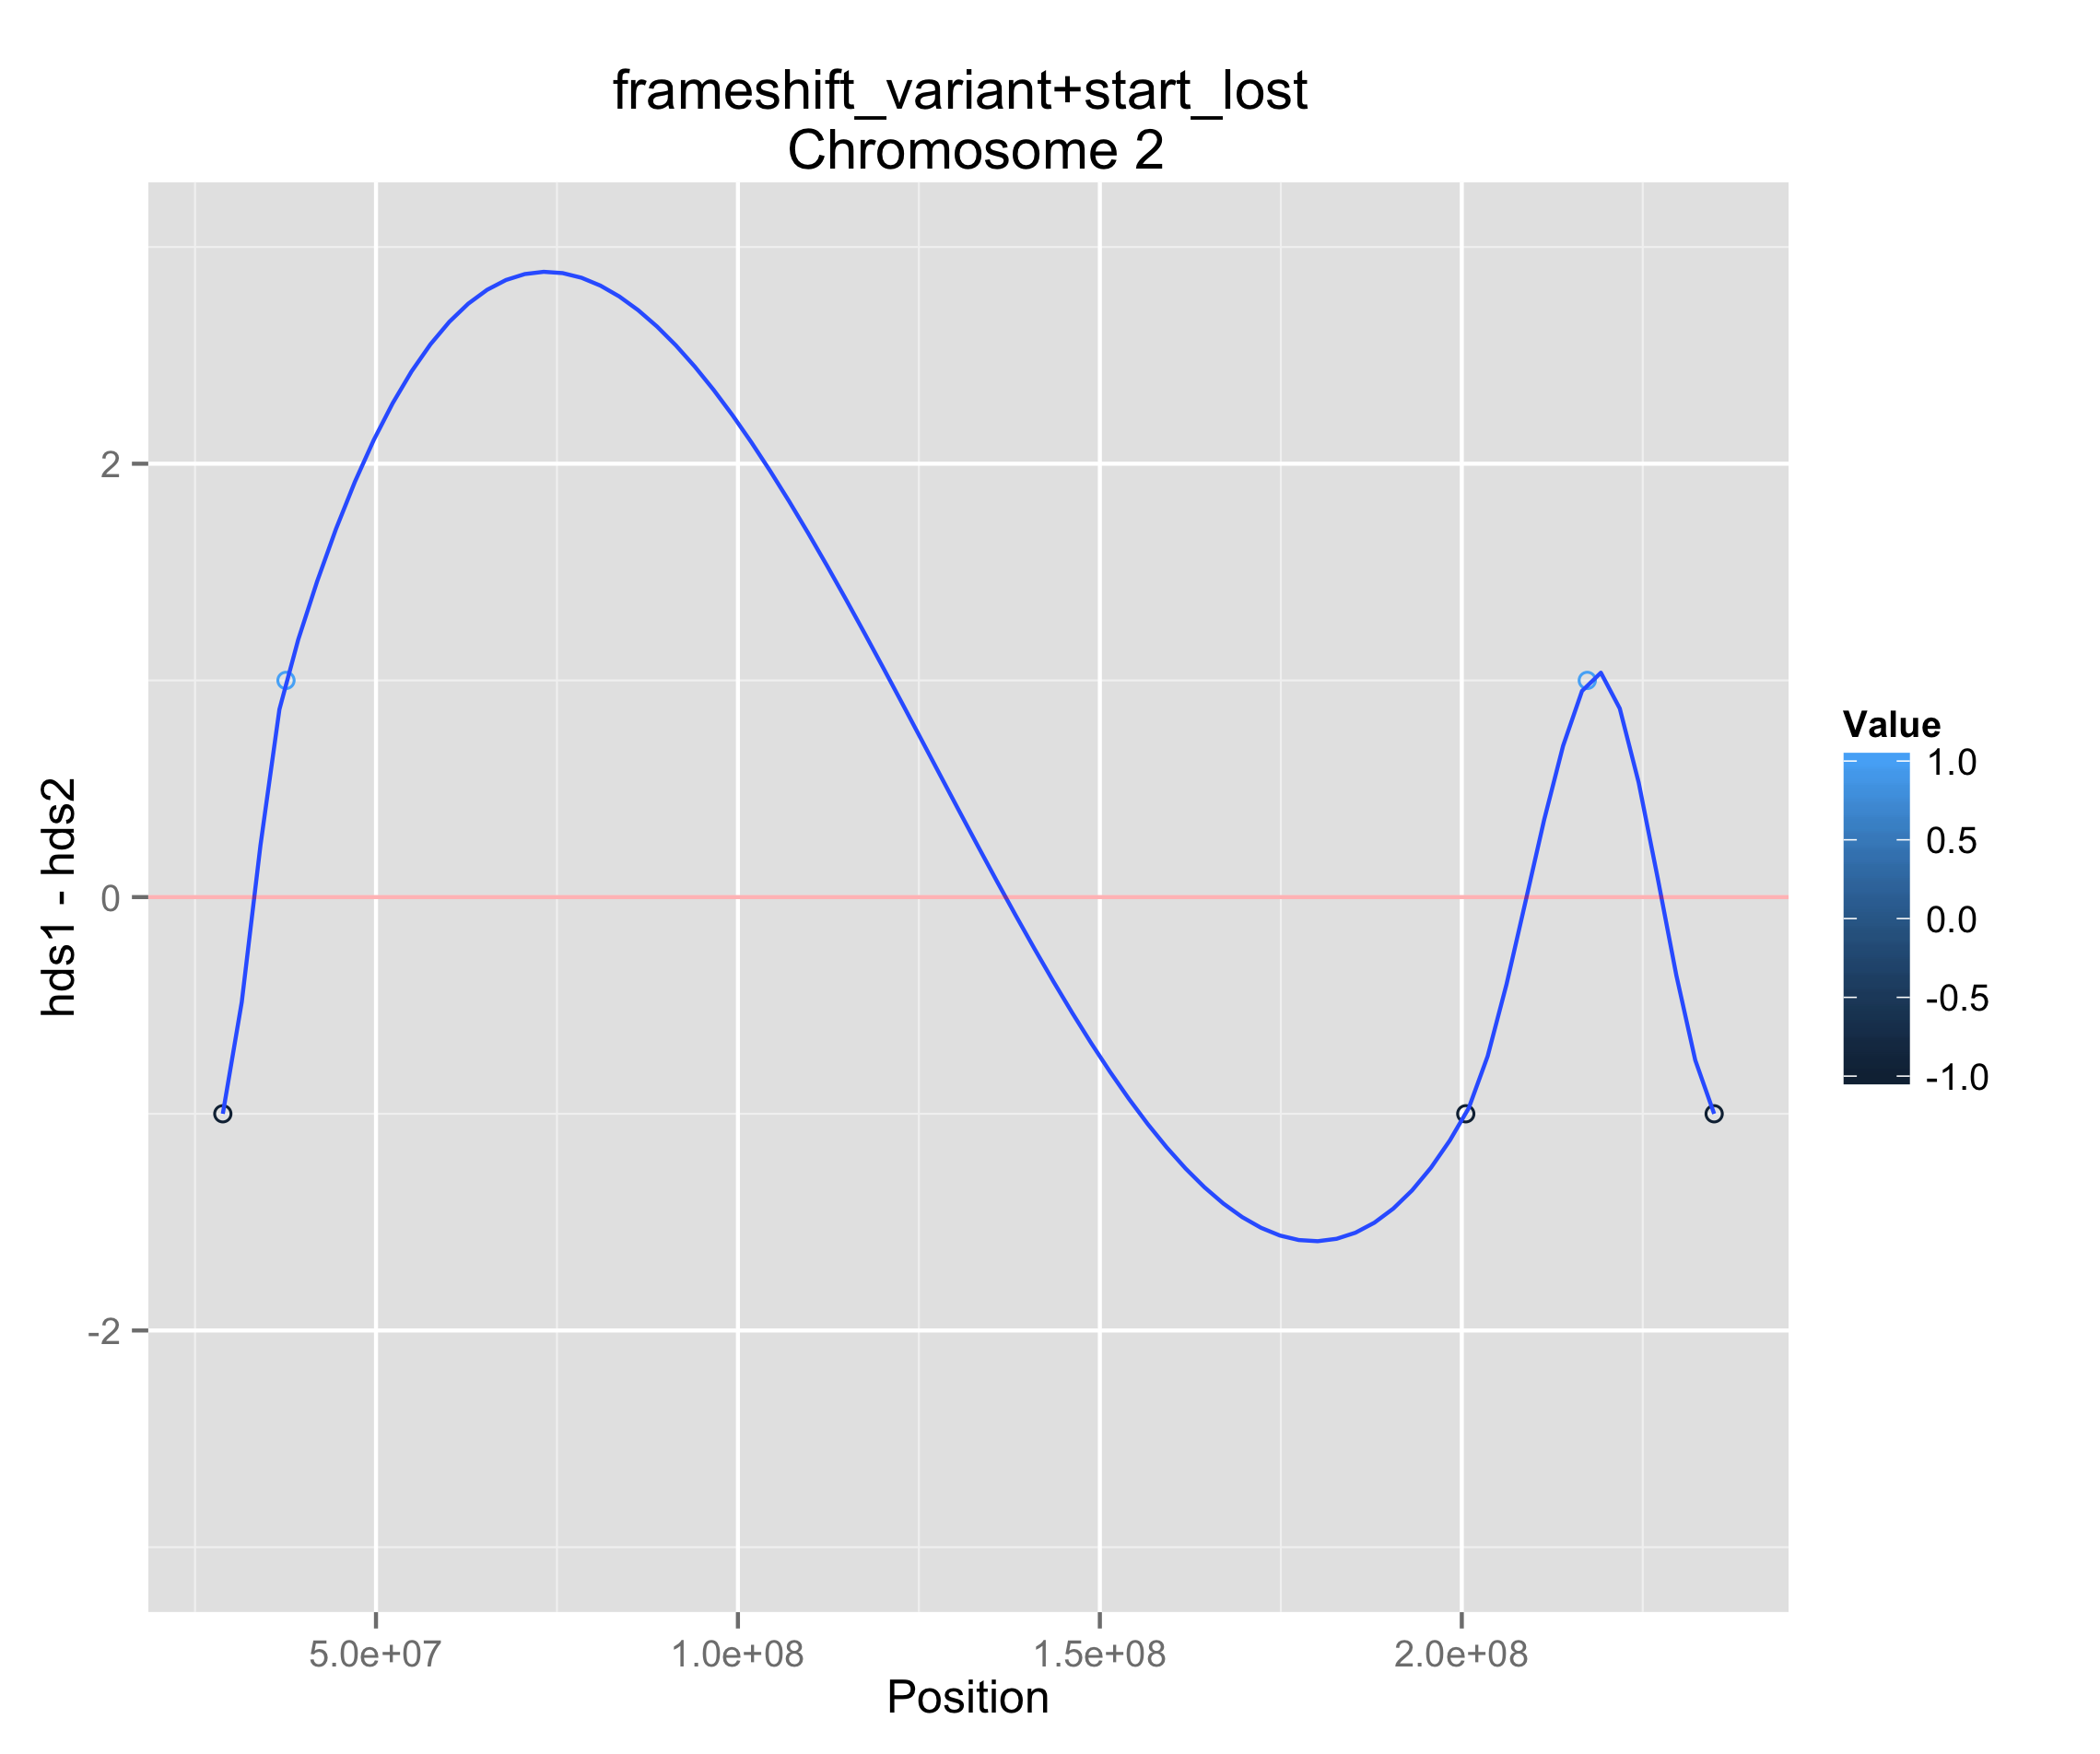 frameshift_variant+start_lost
Chromosome 2
hds1 - hds2
2
0
-2
5.0e+07
1.0e+08
1.5e+08
2.0e+08
Position
Value
1.0
0.5
0.0
-0.5
-1.0